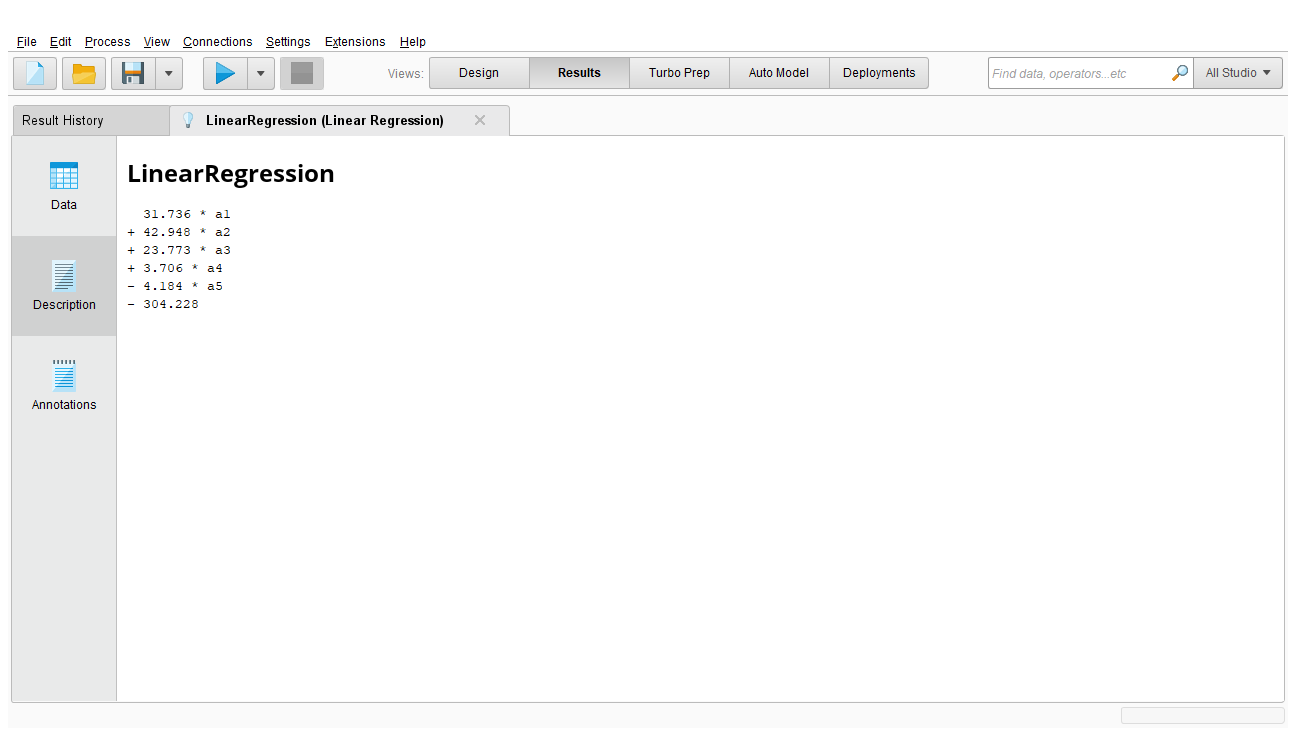 File Edit Process View Connections Settings Extensions Help
Views: Design Results Turbo Prep Auto Model Deployments Find data, operators...etc All Studio
Result History LinearRegression (Linear Regression)
Data
Description
Annotations
LinearRegression
31.736 * a1
+ 42.948 * a2
+ 23.773 * a3
+ 3.706 * a4
- 4.184 * a5
- 304.228